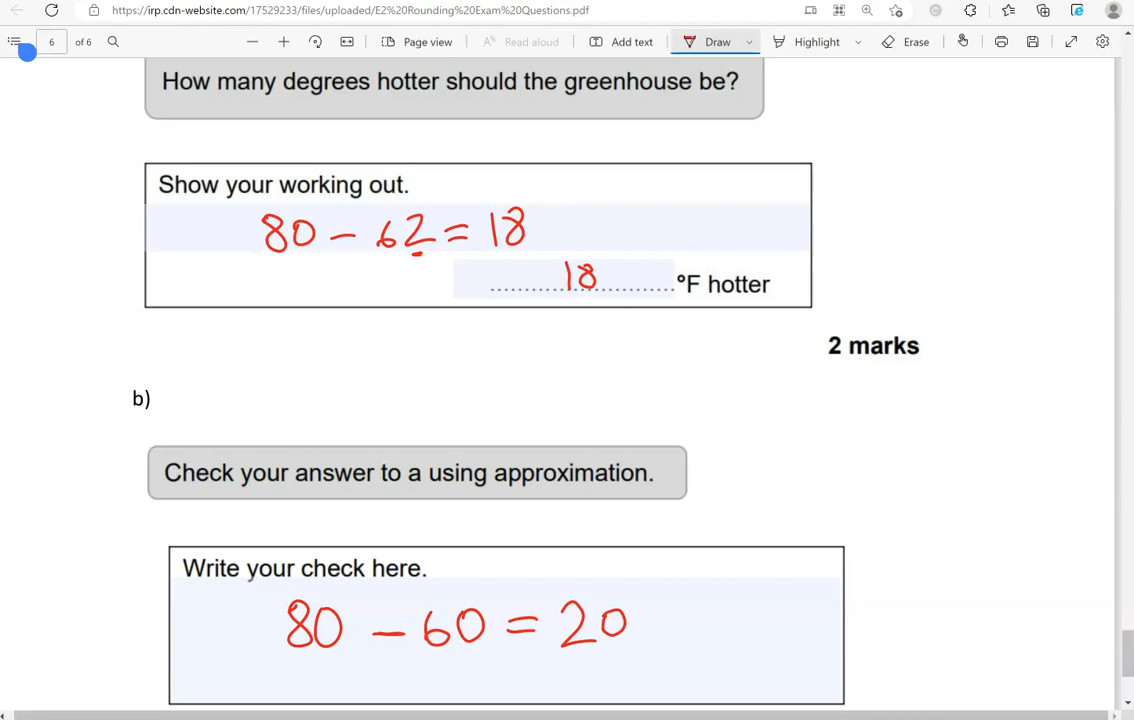 https://irp.cdn-website.com/17529233/files/uploaded/E2%20Rounding%20Exam%20Questions.pdf
6 of 6 Page view Read aloud Add text Draw Highlight Erase
How many degrees hotter should the greenhouse be?
Show your working out.
80 - 62 = 18
18 °F hotter
2 marks
b)
Check your answer to a using approximation.
Write your check here.
80 - 60 = 20